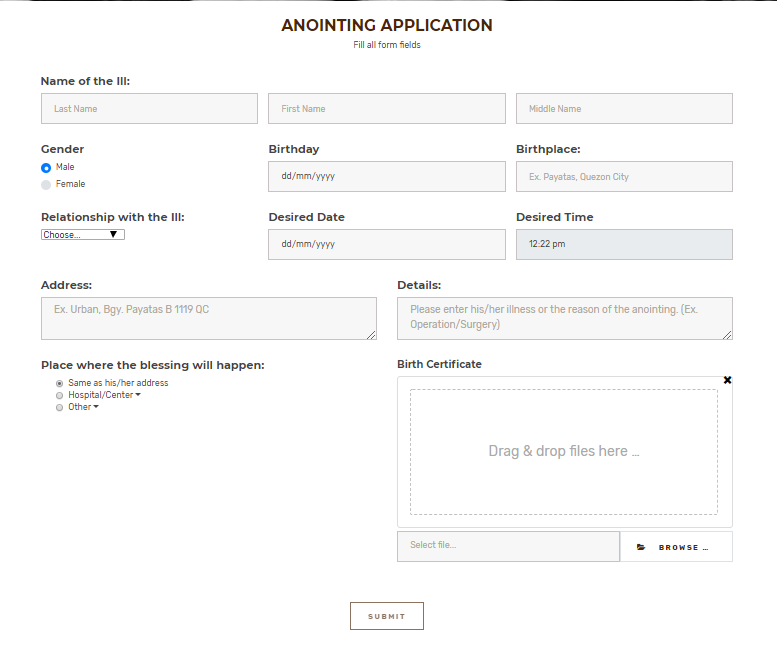 ANOINTING APPLICATION
Fill all form fields
Name of the Ill:
Last Name
First Name
Middle Name
Gender
Male
Female
Birthday
dd/mm/yyyy
Birthplace:
Ex. Payatas, Quezon City
Relationship with the Ill:
Choose...
Desired Date
dd/mm/yyyy
Desired Time
12:22 pm
Address:
Ex. Urban, Bgy. Payatas B 1119 QC
Details:
Please enter his/her illness or the reason of the anointing. (Ex.
Operation/Surgery)
Place where the blessing will happen:
Same as his/her address
Hospital/Center
Other
Birth Certificate
Drag & drop files here …
Select file...
BROWSE …
SUBMIT